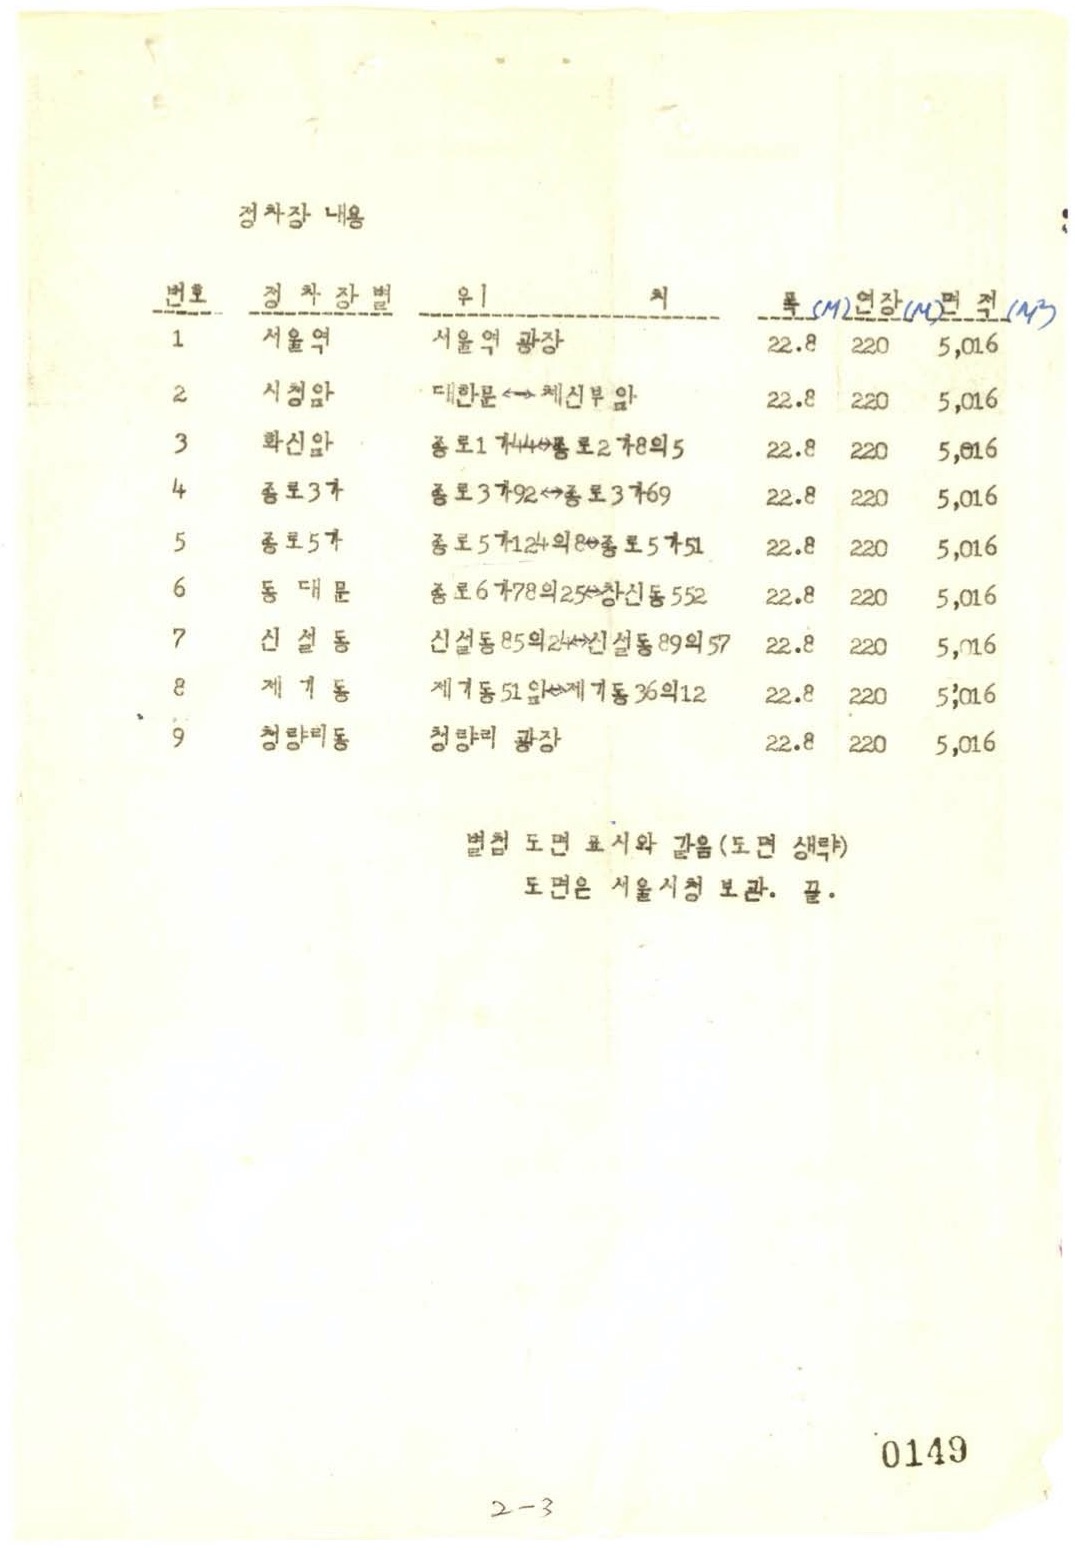 정차장 내용
번호 정 차 장 별 위 치 폭(M) 연장(M) 면 적(M²)
1 서울역 서울역 광장 22.8 220 5,016
2 시청앞 대한문↔체신부 앞 22.8 220 5,016
3 화신앞 종로1가44↔종로2가8의5 22.8 220 5,016
4 종로3가 종로3가92↔종로3가69 22.8 220 5,016
5 종로5가 종로5가124의8↔종로5가51 22.8 220 5,016
6 동 대 문 종로6가78의25↔창신동552 22.8 220 5,016
7 신 설 동 신설동85의24↔신설동89의57 22.8 220 5,016
8 제 기 동 제기동51앞↔제기동36의12 22.8 220 5,016
9 청량리동 청량리 광장 22.8 220 5,016
별첨 도면 표시와 같음(도면 생략)
도면은 서울시청 보관. 끝.
0149
2-3